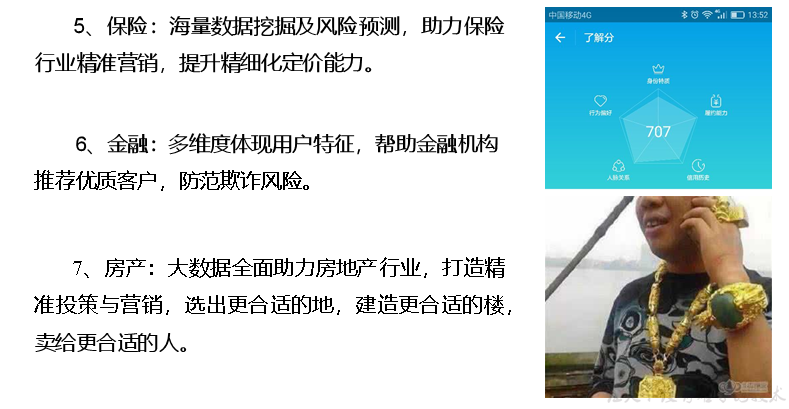 5、保险：海量数据挖掘及风险预测，助力保险
行业精准营销，提升精细化定价能力。
6、金融：多维度体现用户特征，帮助金融机构
推荐优质客户，防范欺诈风险。
7、房产：大数据全面助力房地产行业，打造精
准投策与营销，选出更合适的地，建造更合适的楼，
卖给更合适的人。
中国移动4G 13:52
了解分
身份特质
行为偏好
履约能力
707
人脉关系
信用历史